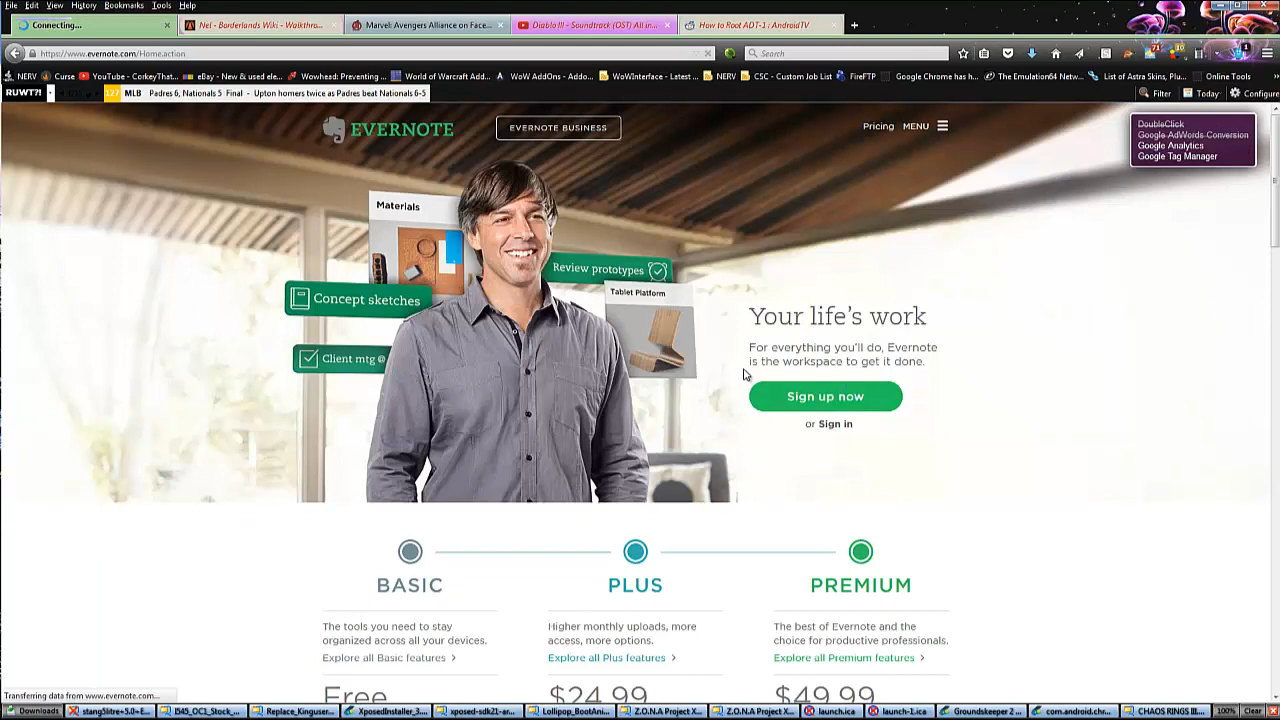 File Edit View History Bookmarks Tools Help
Connecting...
Nel - Borderlands Wiki - Walkthro...
Marvel: Avengers Alliance on Face...
Diablo III - Soundtrack (OST) All in...
How to Root ADT-1 : AndroidTV
https://www.evernote.com/Home.action
Search
71
10
1
NERV Curse YouTube - CorkeyThat... eBay - New & used ele... Wowhead: Preventing ... World of Warcraft Add... WoW AddOns - Addo... WoWInterface - Latest ... NERV CSC - Custom Job List FireFTP Google Chrome has h... The Emulation64 Netw... List of Astra Skins, Plu... Online Tools
RUWT?! 127 MLB Padres 6, Nationals 5 Final - Upton homers twice as Padres beat Nationals 6-5 Filter Today Configure
EVERNOTE
EVERNOTE BUSINESS
Pricing MENU
DoubleClick
Google AdWords Conversion
Google Analytics
Google Tag Manager
Materials
Review prototypes
Tablet Platform
Concept sketches
Client mtg @
Your life's work
For everything you'll do, Evernote
is the workspace to get it done.
Sign up now
or Sign in
BASIC
PLUS
PREMIUM
The tools you need to stay
organized across all your devices.
Explore all Basic features
Higher monthly uploads, more
access, more options.
Explore all Plus features
The best of Evernote and the
choice for productive professionals.
Explore all Premium features
Free
$24.99
$49.99
Transferring data from www.evernote.com...
Downloads stang5litre+5.0+E... I545_OC1_Stock_... Replace_Kinguser... XposedInstaller_3... xposed-sdk21-ar... Lollipop_BootAni... Z.O.N.A Project X... Z.O.N.A Project X... launch.ica launch-1.ica Groundskeeper 2 ... com.android.chr... CHAOS RINGS III... 100% Clear